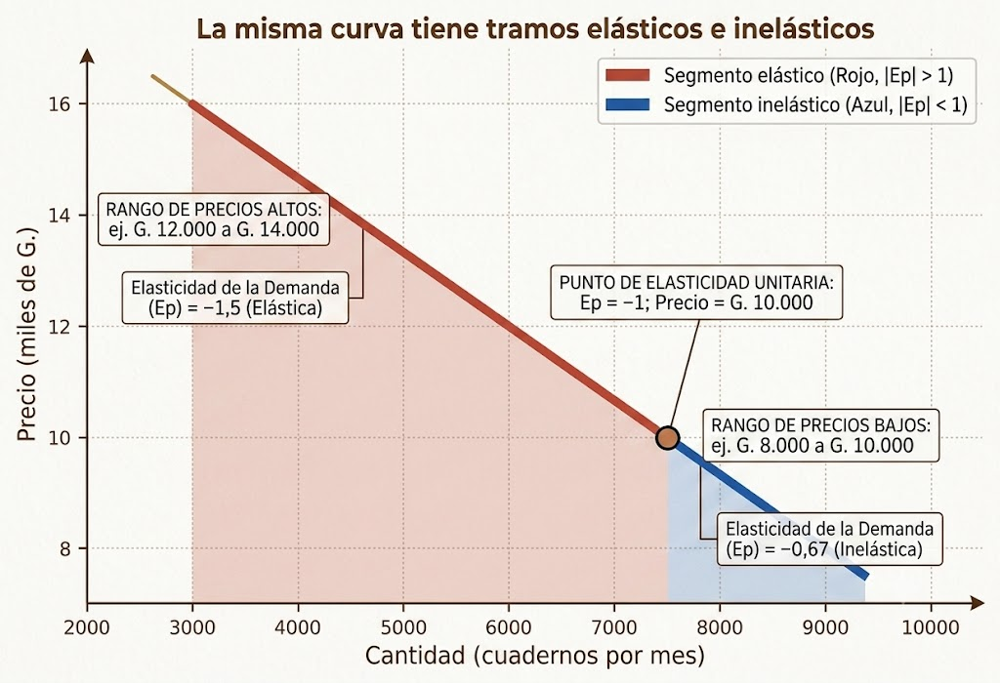 La misma curva tiene tramos elásticos e inelásticos
Segmento elástico (Rojo, |Ep| > 1)
Segmento inelástico (Azul, |Ep| < 1)
Precio (miles de G.)
16
14
12
10
8
RANGO DE PRECIOS ALTOS:
ej. G. 12.000 a G. 14.000
Elasticidad de la Demanda
(Ep) = −1,5 (Elástica)
PUNTO DE ELASTICIDAD UNITARIA:
Ep = −1; Precio = G. 10.000
RANGO DE PRECIOS BAJOS:
ej. G. 8.000 a G. 10.000
Elasticidad de la Demanda
(Ep) = −0,67 (Inelástica)
2000 3000 4000 5000 6000 7000 8000 9000 10000
Cantidad (cuadernos por mes)